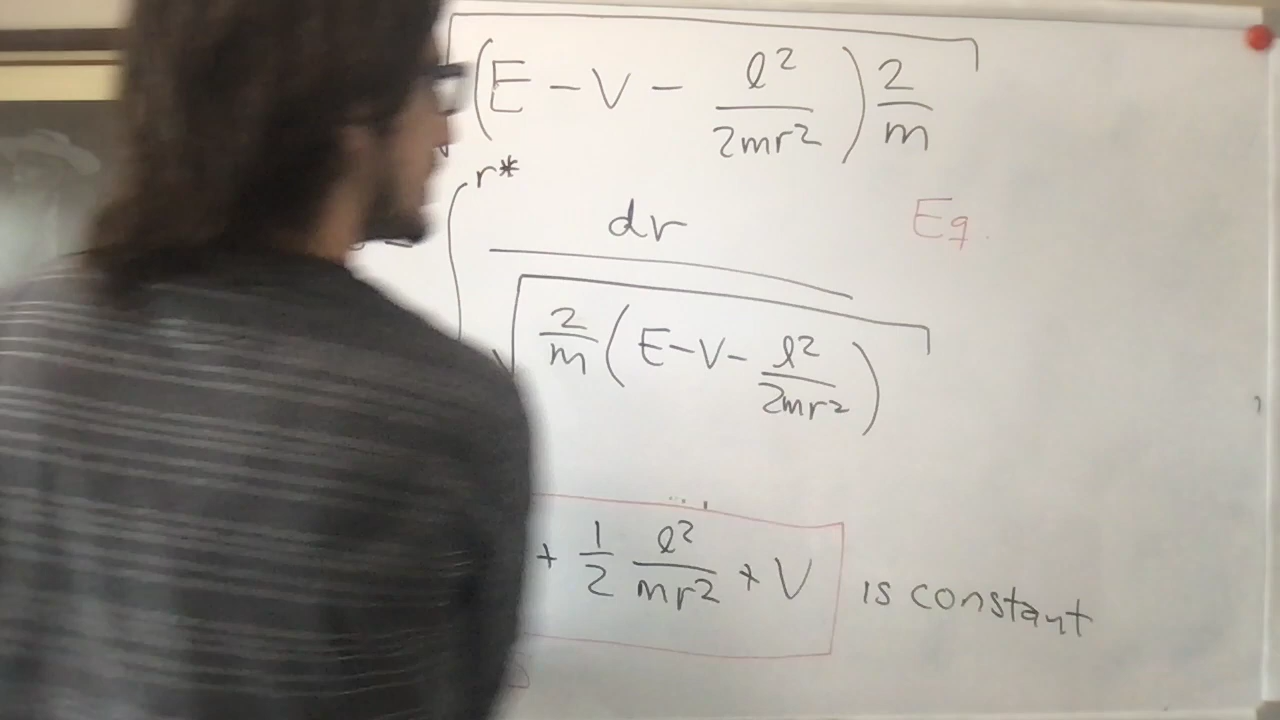 √(E − V − ℓ²/2mr²) 2/m
∫ r*
dr
Eq.
√(2/m (E − V − ℓ²/2mr²))
+ 1/2 ℓ²/mr² + V is constant